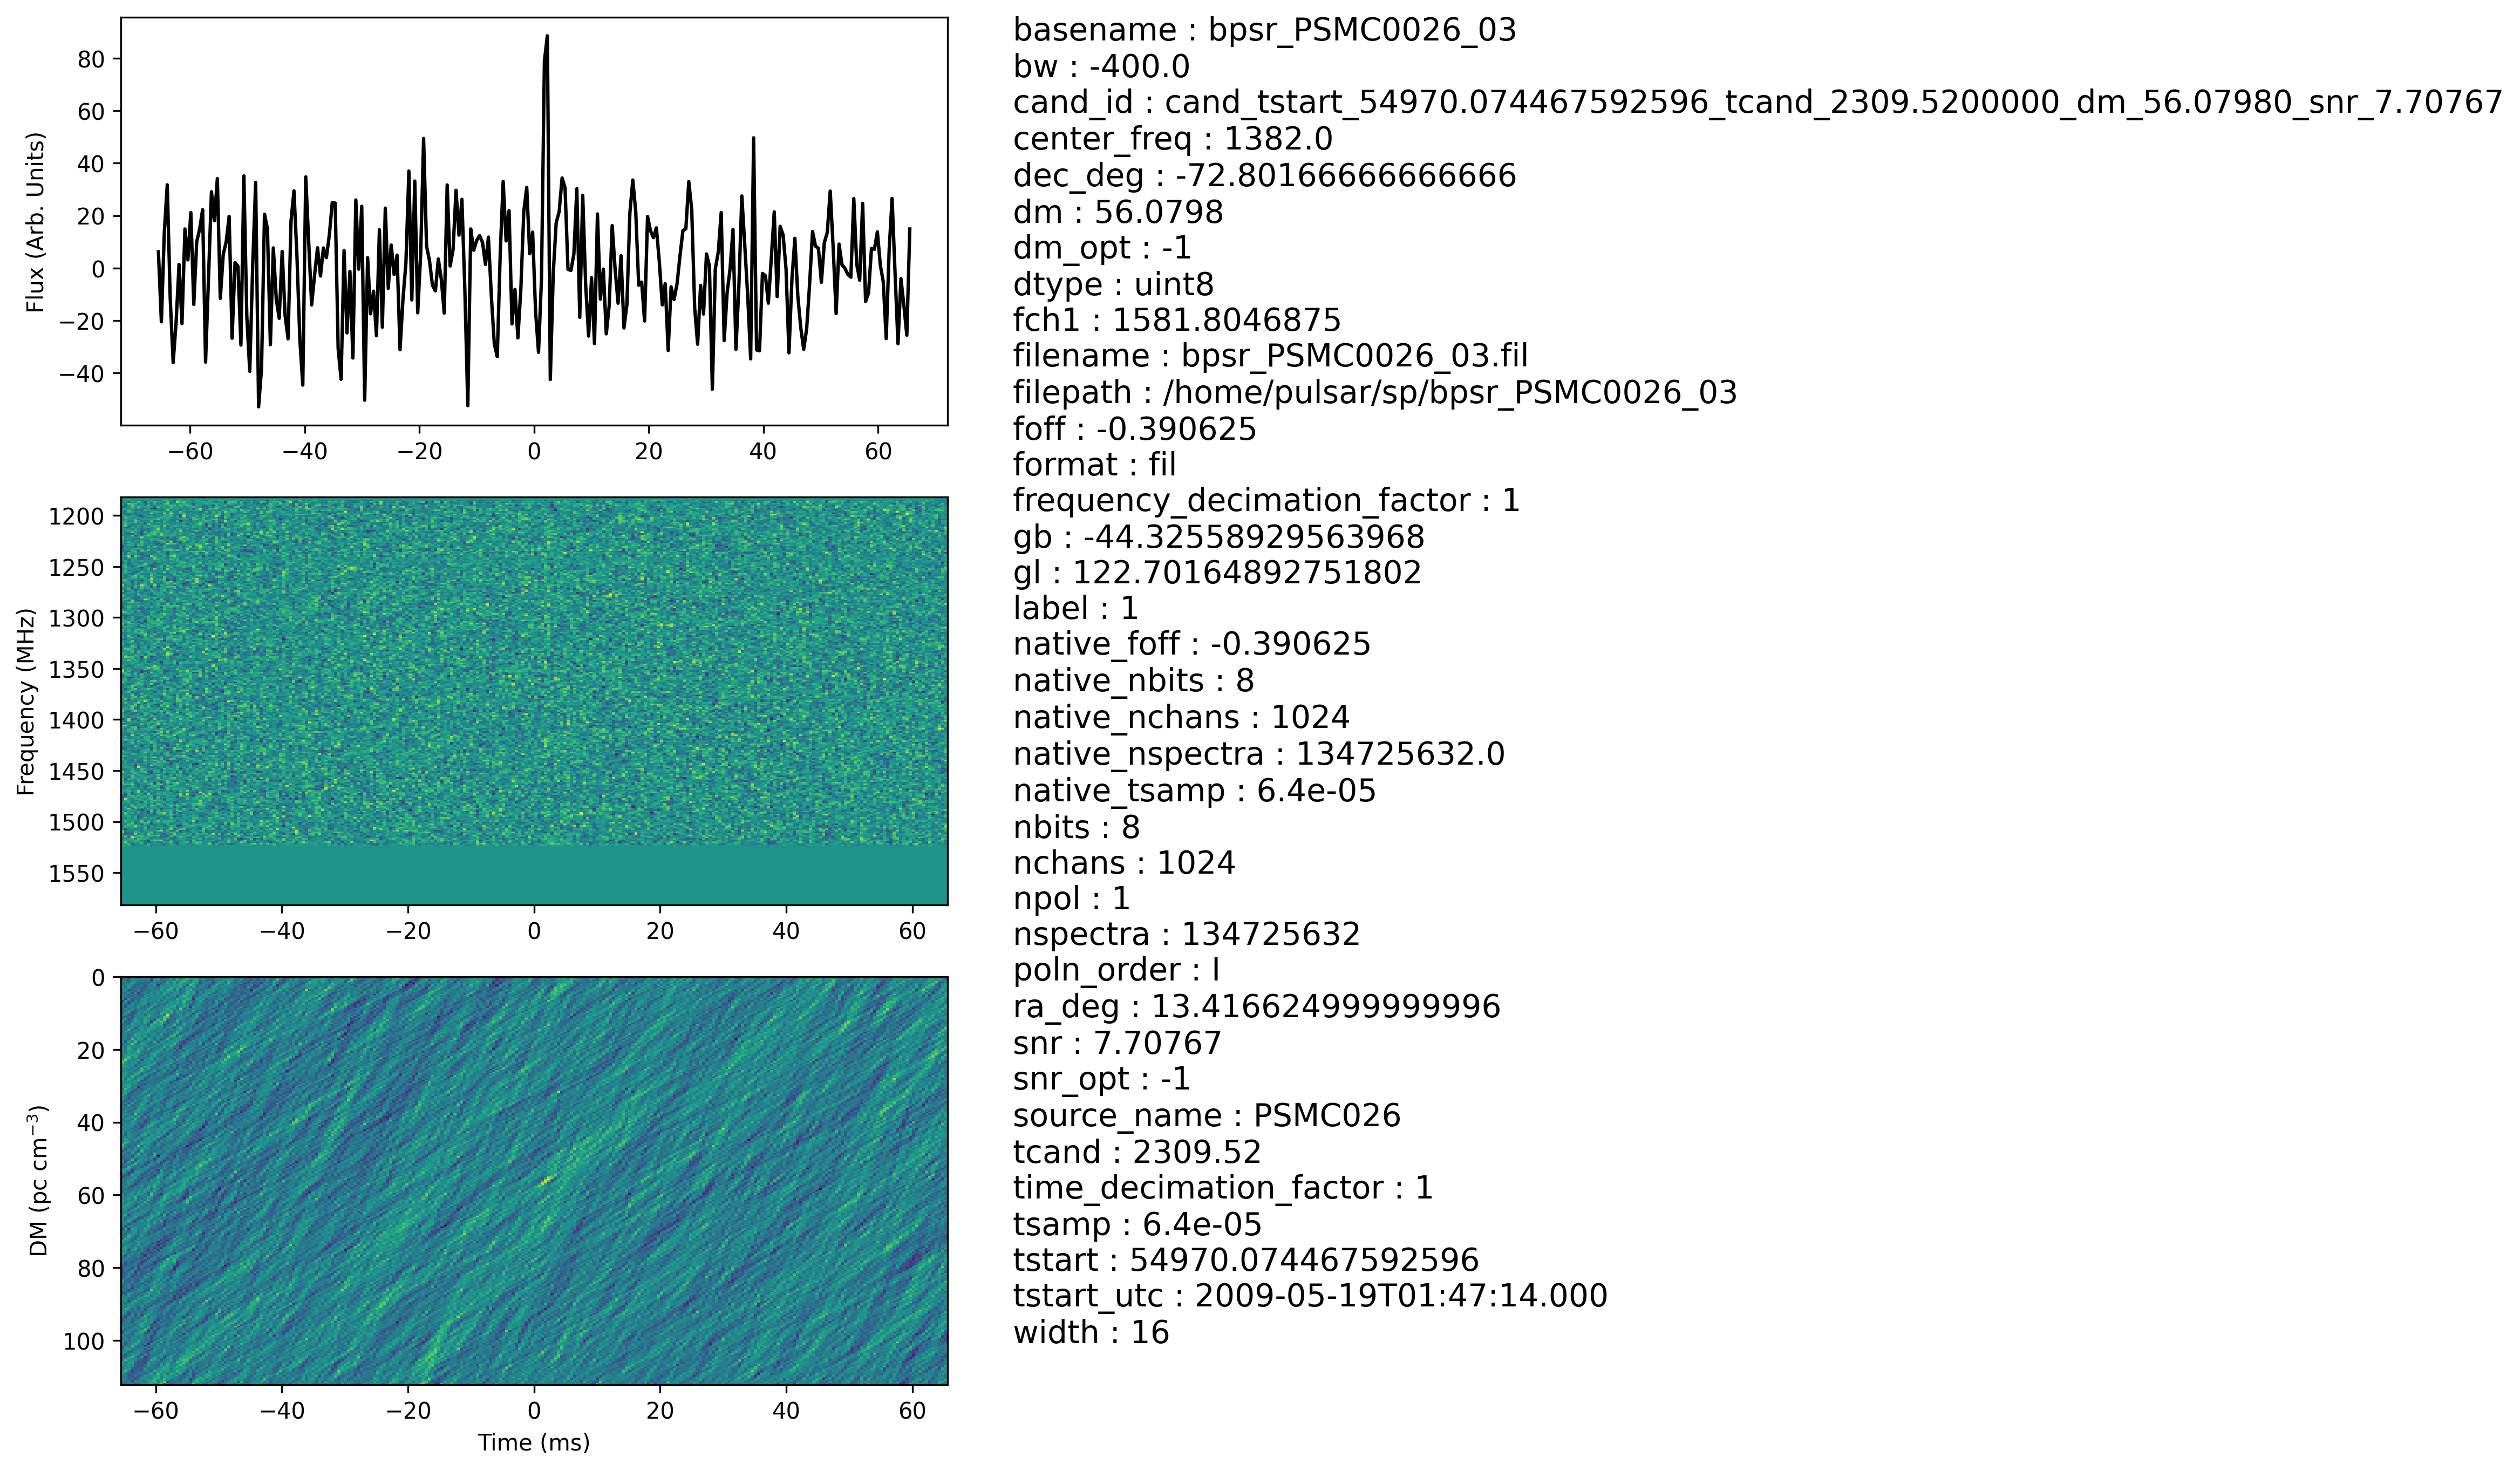 80
60
40
20
0
−20
−40
Flux (Arb. Units)
−60 −40 −20 0 20 40 60
1200
1250
1300
1350
1400
1450
1500
1550
Frequency (MHz)
−60 −40 −20 0 20 40 60
0
20
40
60
80
100
DM (pc cm⁻³)
−60 −40 −20 0 20 40 60
Time (ms)
basename : bpsr_PSMC0026_03
bw : -400.0
cand_id : cand_tstart_54970.074467592596_tcand_2309.5200000_dm_56.07980_snr_7.70767
center_freq : 1382.0
dec_deg : -72.80166666666666
dm : 56.0798
dm_opt : -1
dtype : uint8
fch1 : 1581.8046875
filename : bpsr_PSMC0026_03.fil
filepath : /home/pulsar/sp/bpsr_PSMC0026_03
foff : -0.390625
format : fil
frequency_decimation_factor : 1
gb : -44.32558929563968
gl : 122.70164892751802
label : 1
native_foff : -0.390625
native_nbits : 8
native_nchans : 1024
native_nspectra : 134725632.0
native_tsamp : 6.4e-05
nbits : 8
nchans : 1024
npol : 1
nspectra : 134725632
poln_order : I
ra_deg : 13.416624999999996
snr : 7.70767
snr_opt : -1
source_name : PSMC026
tcand : 2309.52
time_decimation_factor : 1
tsamp : 6.4e-05
tstart : 54970.074467592596
tstart_utc : 2009-05-19T01:47:14.000
width : 16